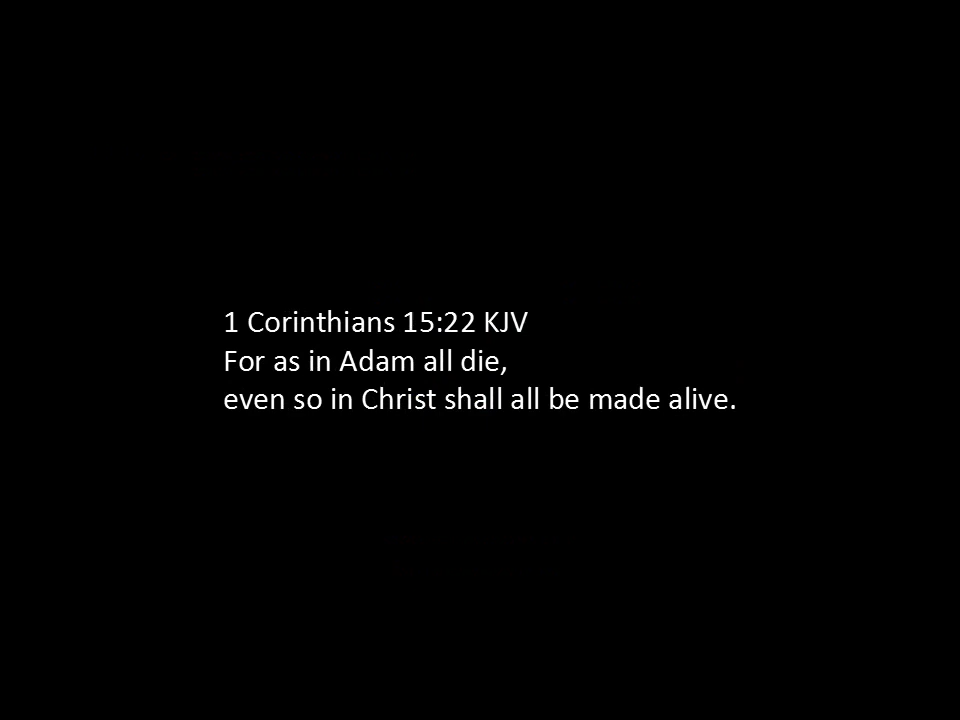 1 Corinthians 15:22 KJV
For as in Adam all die,
even so in Christ shall all be made alive.